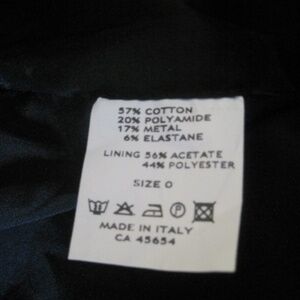 57% COTTON
20% POLYAMIDE
17% METAL
6% ELASTANE
LINING 56% ACETATE
44% POLYESTER
SIZE 0
P
MADE IN ITALY
CA 45654